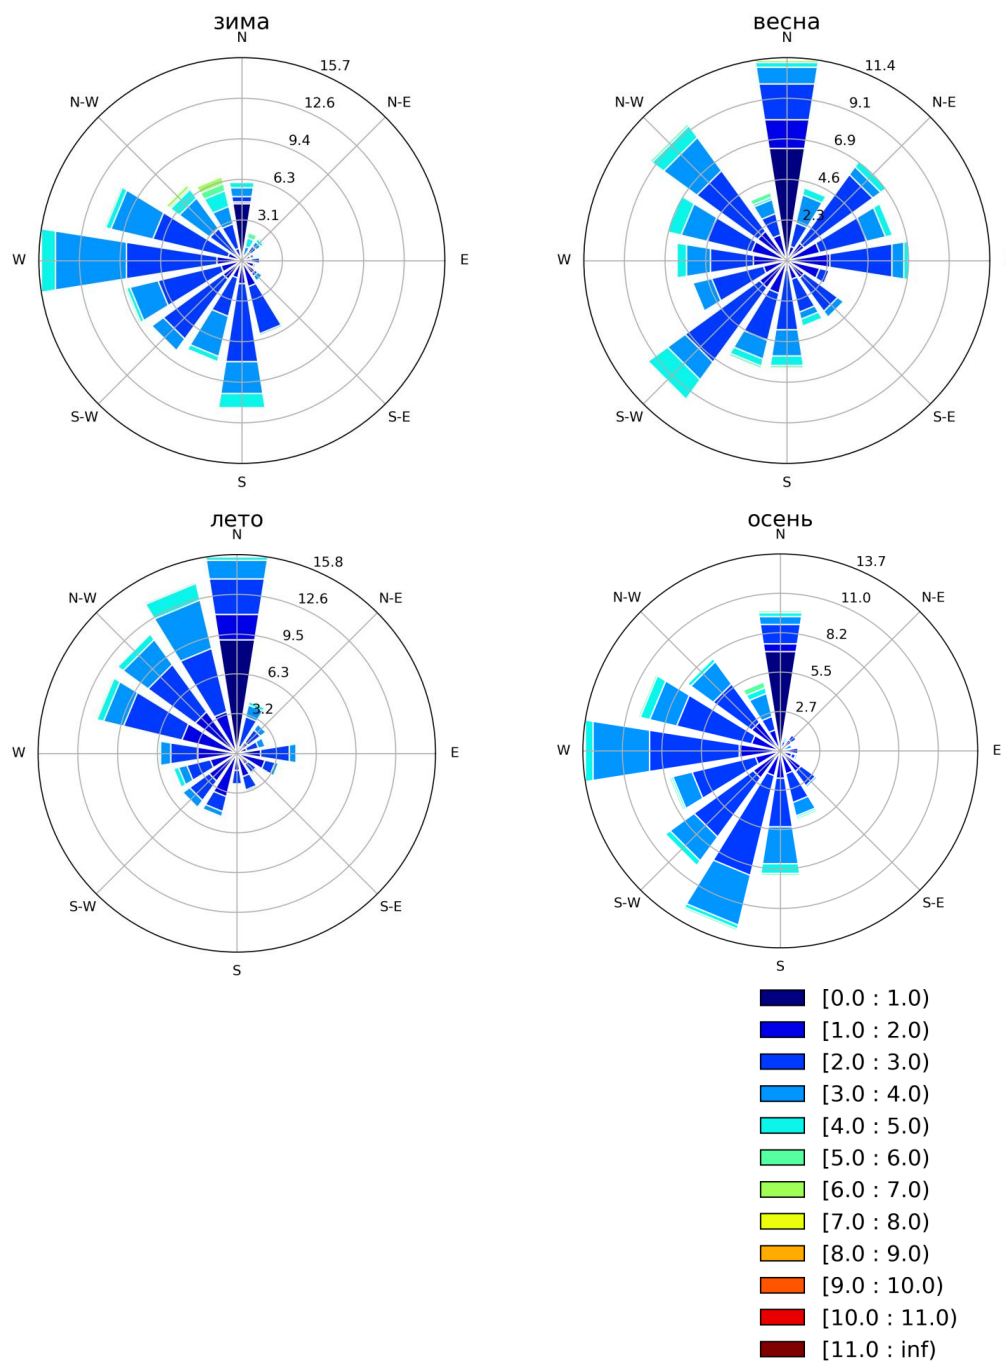 зима
N
N-E
E
S-E
S
S-W
W
N-W
3.1
6.3
9.4
12.6
15.7
весна
N
N-E
S-E
S
S-W
W
N-W
2.3
4.6
6.9
9.1
11.4
лето
N
N-E
E
S-E
S
S-W
W
N-W
3.2
6.3
9.5
12.6
15.8
осень
N
N-E
E
S-E
S
S-W
W
N-W
2.7
5.5
8.2
11.0
13.7
[0.0 : 1.0)
[1.0 : 2.0)
[2.0 : 3.0)
[3.0 : 4.0)
[4.0 : 5.0)
[5.0 : 6.0)
[6.0 : 7.0)
[7.0 : 8.0)
[8.0 : 9.0)
[9.0 : 10.0)
[10.0 : 11.0)
[11.0 : inf)